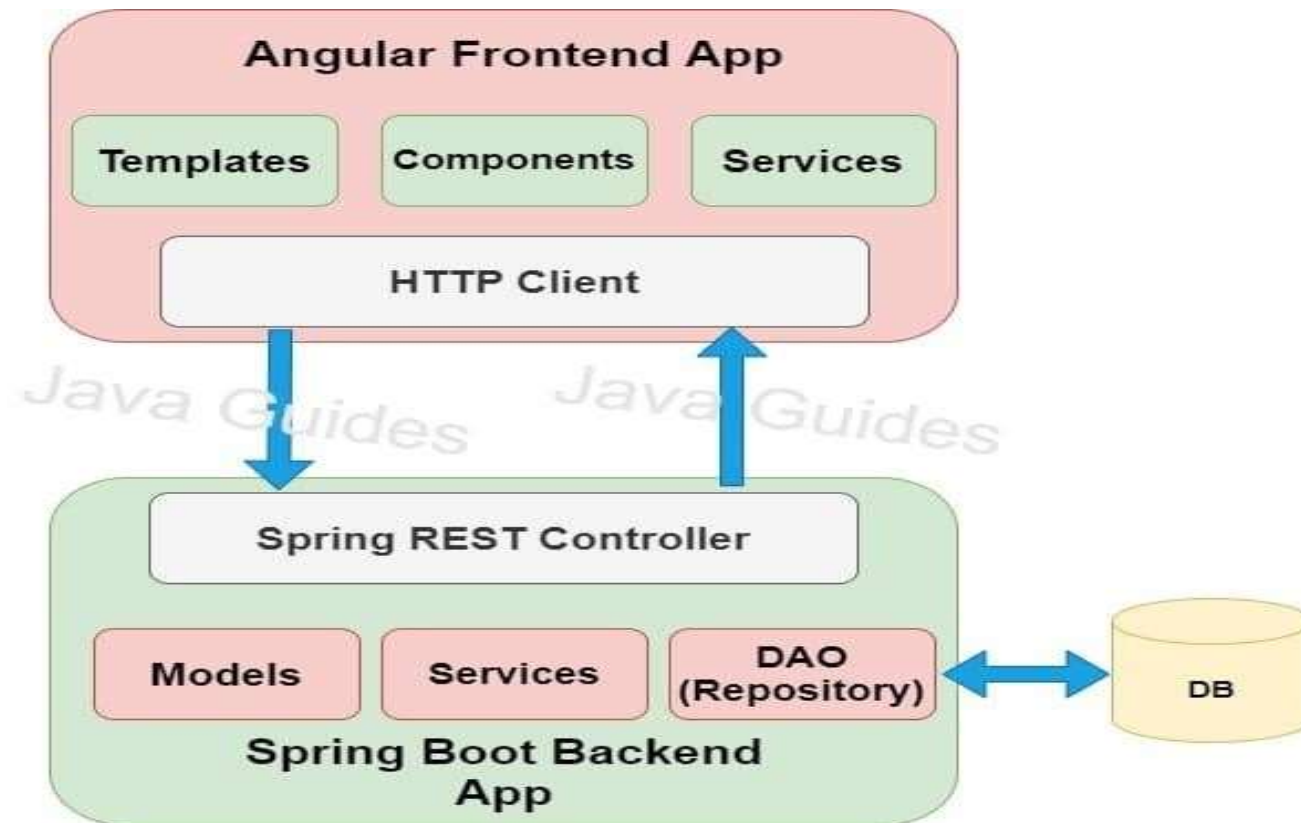 Angular Frontend App
Templates
Components
Services
HTTP Client
Java Guides
Java Guides
Spring REST Controller
Models
Services
DAO
(Repository)
DB
Spring Boot Backend
App